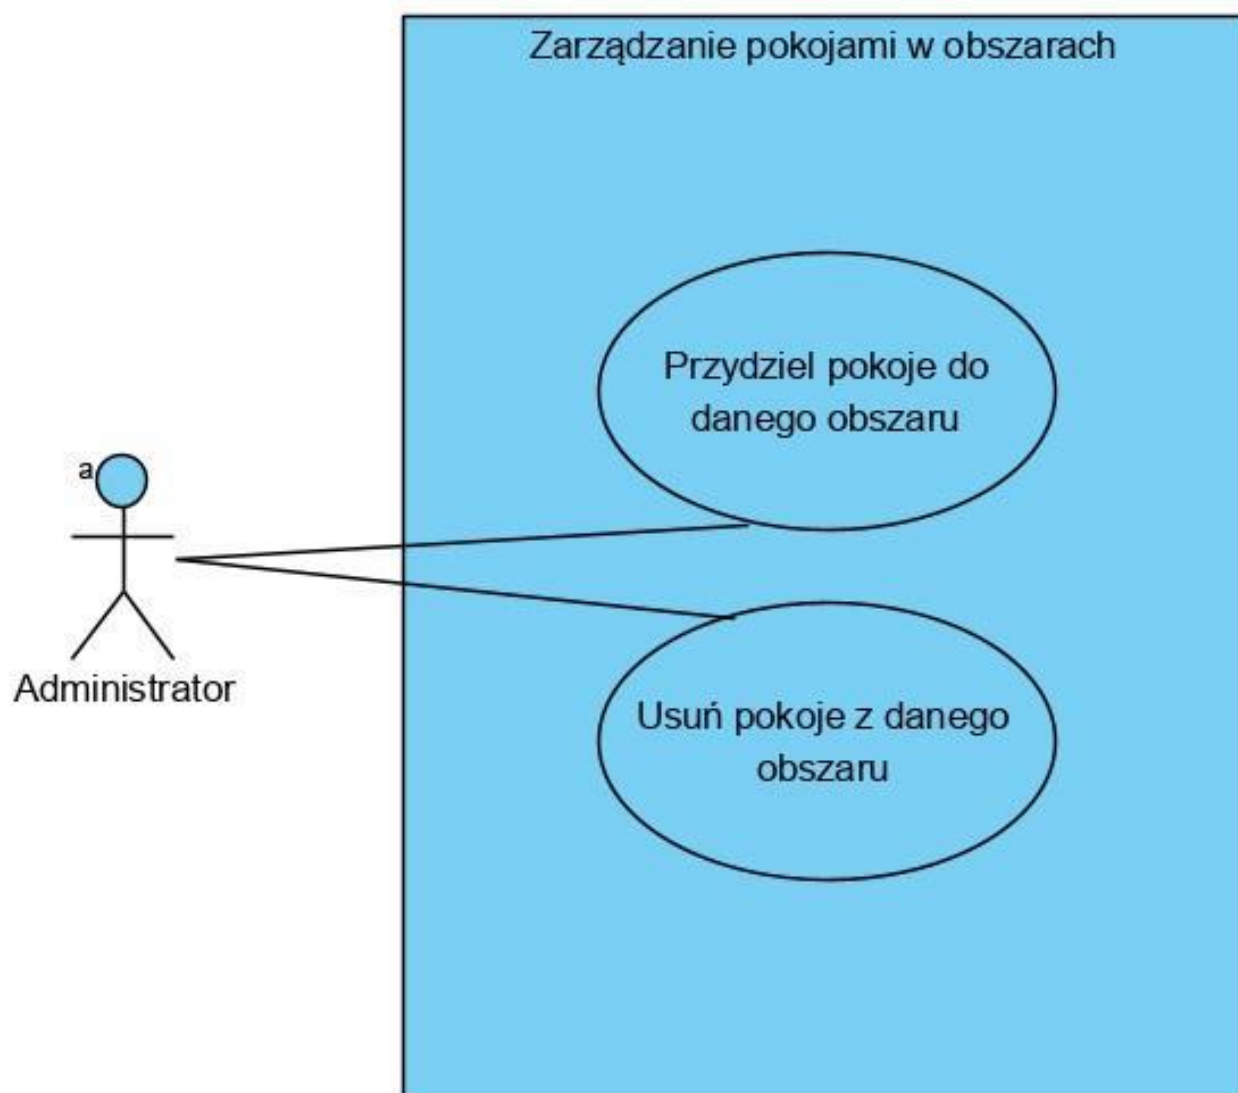 Zarządzanie pokojami w obszarach
Przydziel pokoje do
danego obszaru
a
Administrator
Usuń pokoje z danego
obszaru